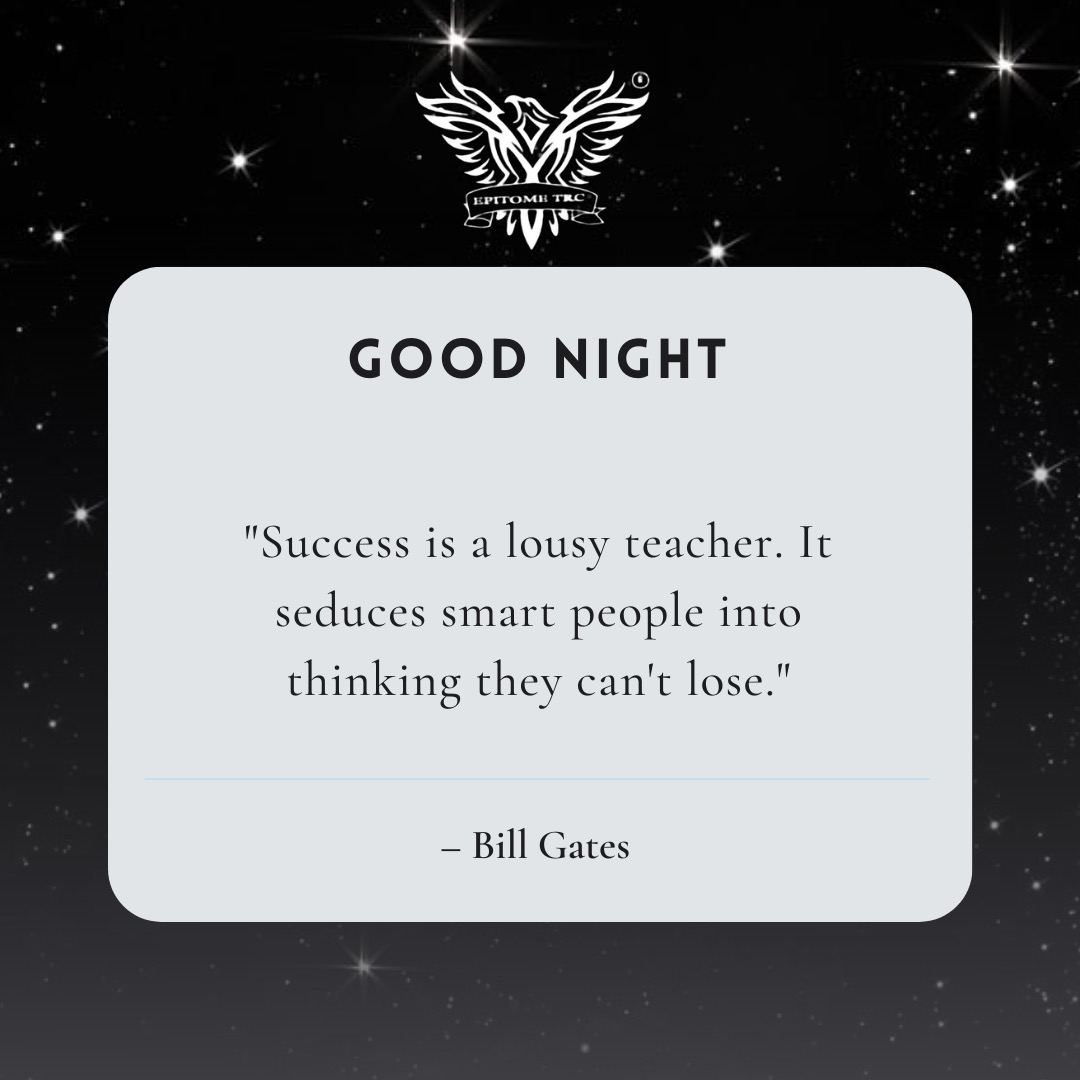 EPITOME TRC
GOOD NIGHT
"Success is a lousy teacher. It
seduces smart people into
thinking they can't lose."
– Bill Gates